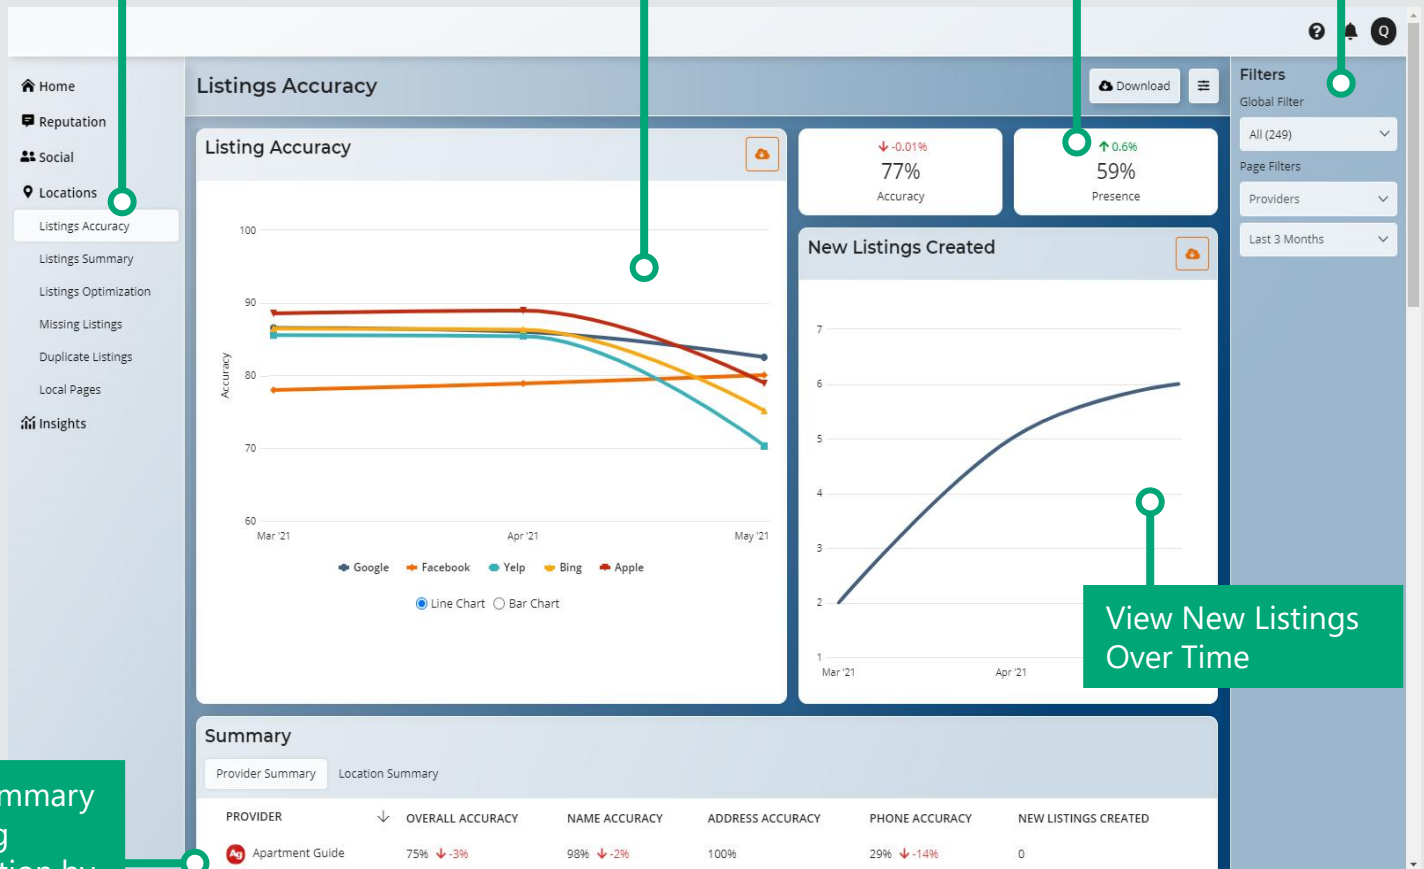 Q
Home
Reputation
Social
Locations
Listings Accuracy
Listings Summary
Listings Optimization
Missing Listings
Duplicate Listings
Local Pages
Insights
Listings Accuracy
Download
Listing Accuracy
100
90
80
70
60
Accuracy
Mar '21
Apr '21
May '21
Google
Facebook
Yelp
Bing
Apple
Line Chart
Bar Chart
-0.01%
77%
Accuracy
0.6%
59%
Presence
New Listings Created
7
6
5
4
3
2
1
Mar '21
Apr '21
View New Listings
Over Time
Filters
Global Filter
All (249)
Page Filters
Providers
Last 3 Months
Summary
Provider Summary Location Summary
PROVIDER OVERALL ACCURACY NAME ACCURACY ADDRESS ACCURACY PHONE ACCURACY NEW LISTINGS CREATED
Ag Apartment Guide 75% -3% 98% -2% 100% 29% -14% 0